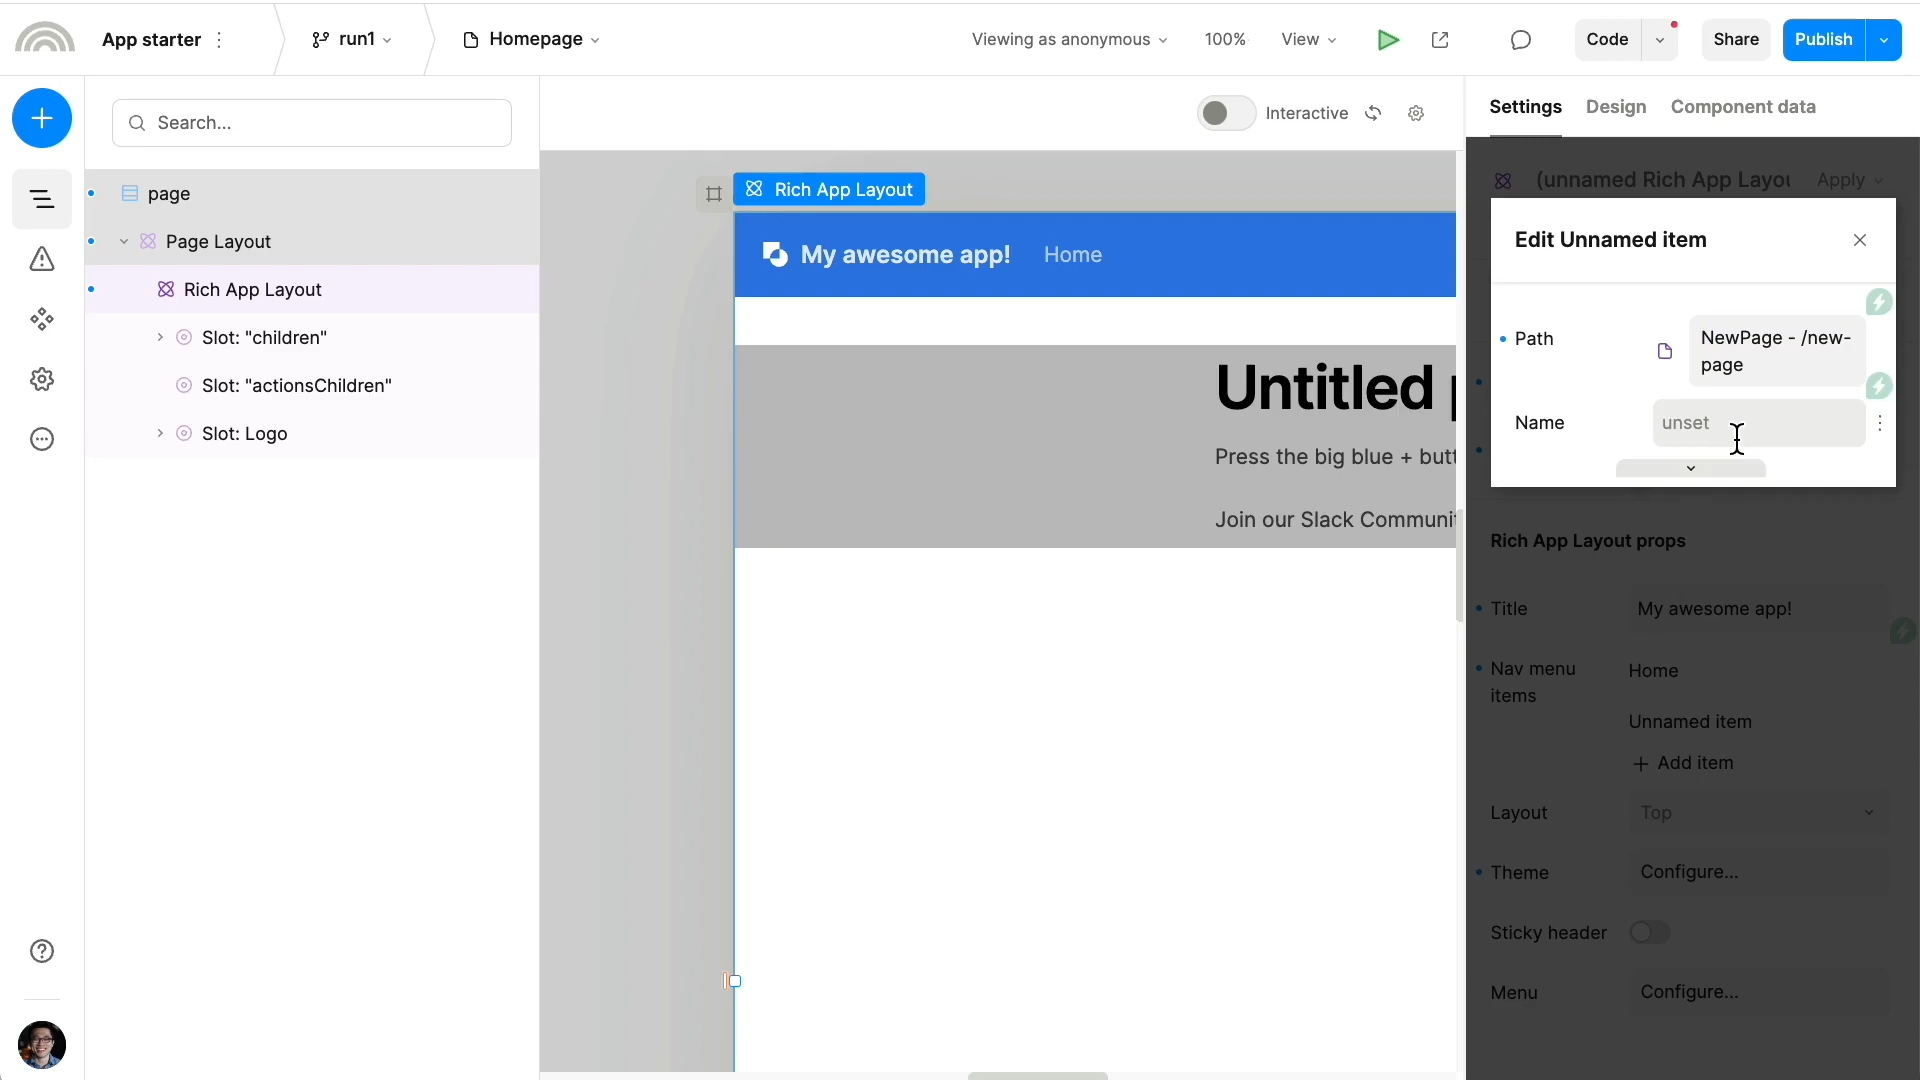 App starter
run1
Homepage
Viewing as anonymous
100%
View
Code
Share
Publish
Search...
Interactive
Settings
Design
Component data
page
Page Layout
Rich App Layout
Slot: "children"
Slot: "actionsChildren"
Slot: Logo
Rich App Layout
My awesome app!
Home
Untitled
Press the big blue + butt
Join our Slack Communi
(unnamed Rich App Layou
Apply
Edit Unnamed item
Path
NewPage - /new-
page
Name
unset
Rich App Layout props
Title
My awesome app!
Nav menu
items
Home
Unnamed item
+ Add item
Layout
Top
Theme
Configure...
Sticky header
Menu
Configure...